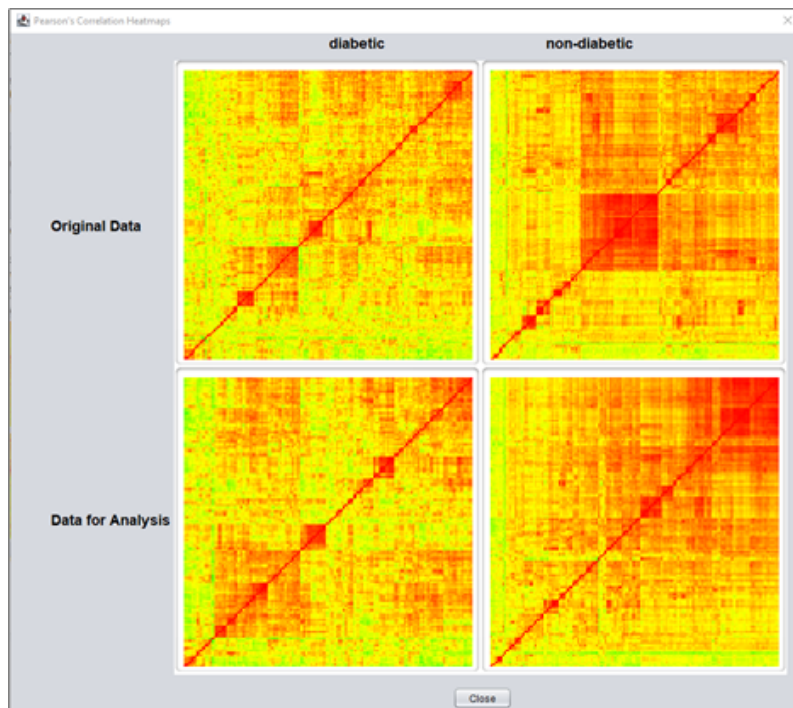 Pearson's Correlation Heatmaps
diabetic non-diabetic
Original Data
Data for Analysis
Close